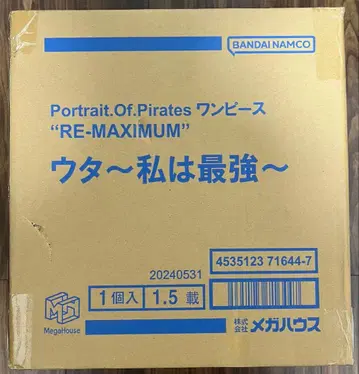 BANDAI NAMCO
Portrait.Of.Pirates ワンピース
“RE-MAXIMUM”
ウタ～私は最強～
4535123 71644-7
20240531
1個入 1.5 載
MegaHouse
株式会社 メガハウス